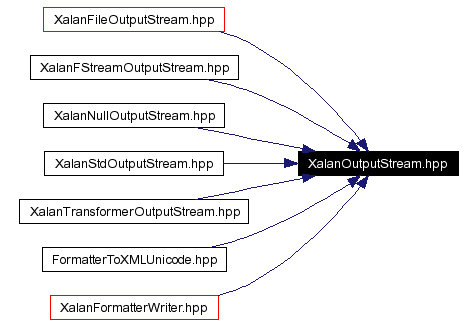 XalanFileOutputStream.hpp
XalanFStreamOutputStream.hpp
XalanNullOutputStream.hpp
XalanStdOutputStream.hpp
XalanOutputStream.hpp
XalanTransformerOutputStream.hpp
FormatterToXMLUnicode.hpp
XalanFormatterWriter.hpp